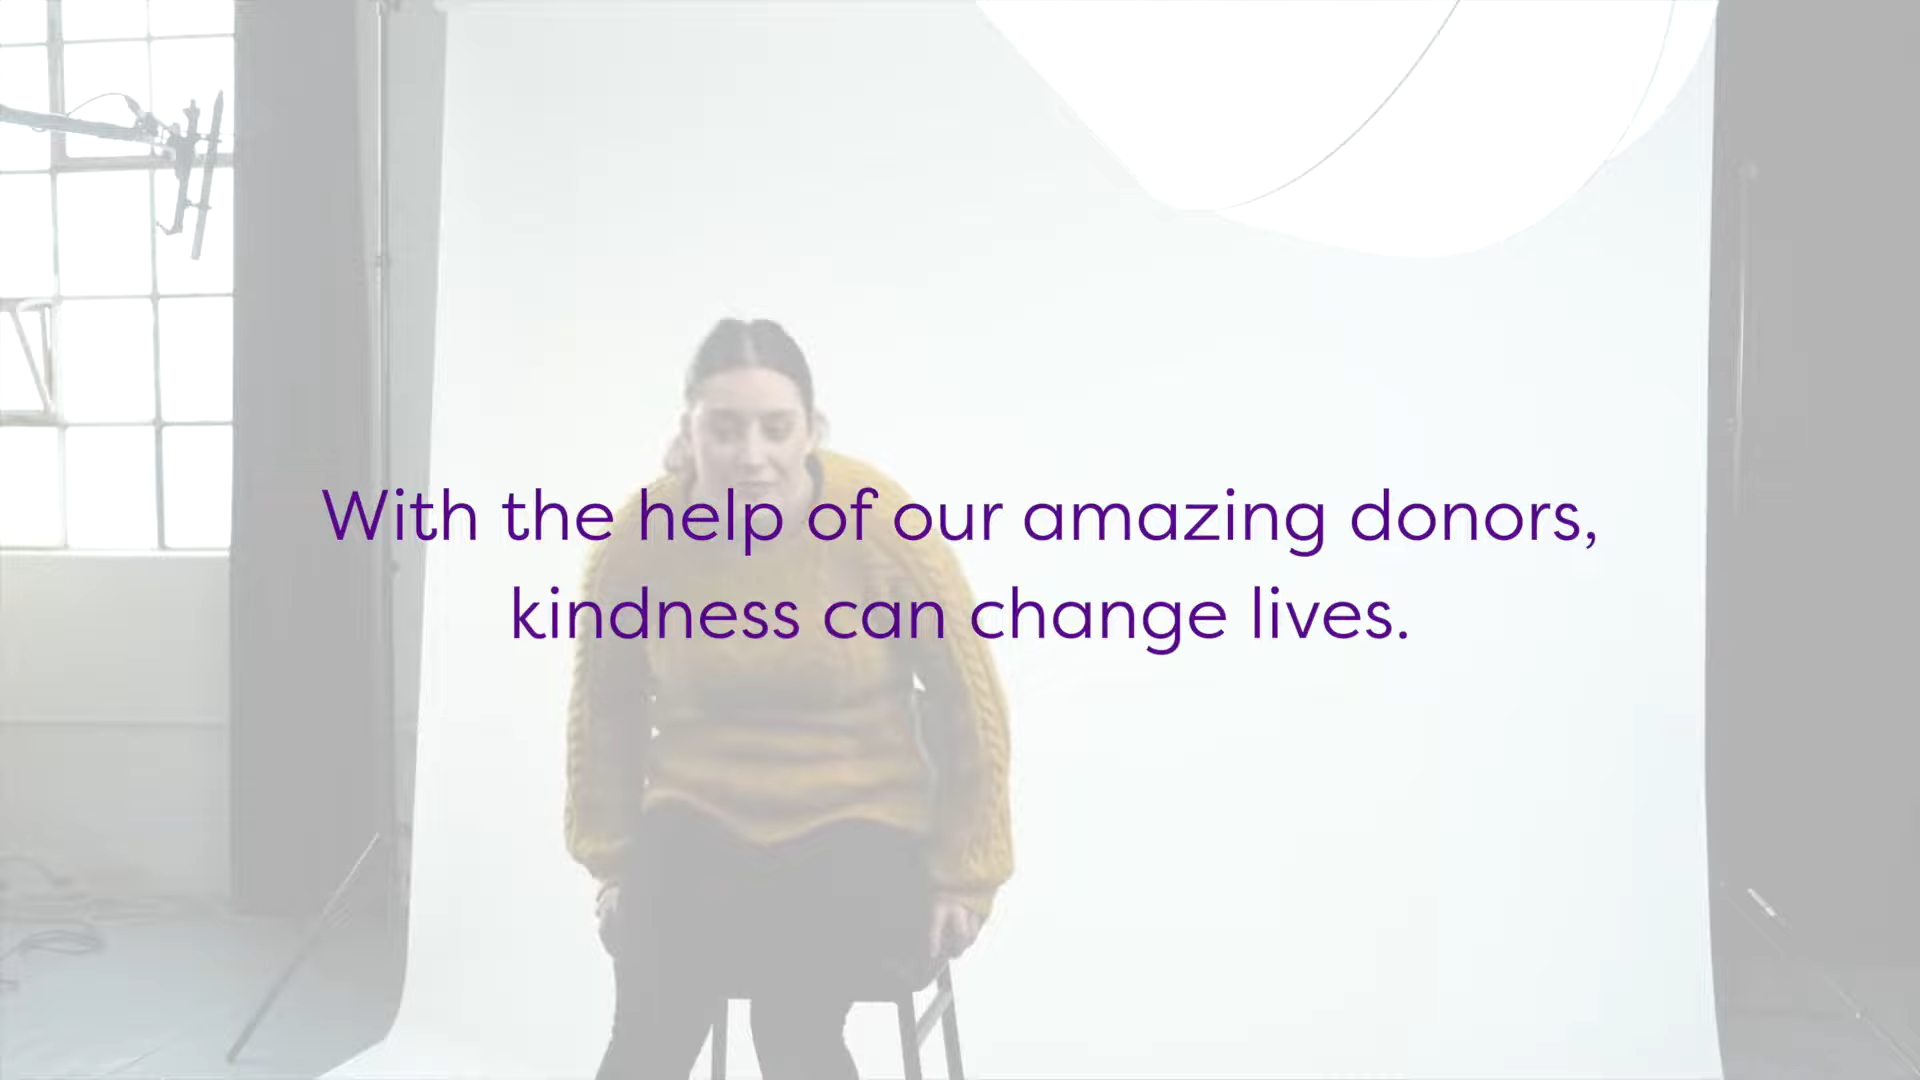 With the help of our amazing donors,
kindness can change lives.